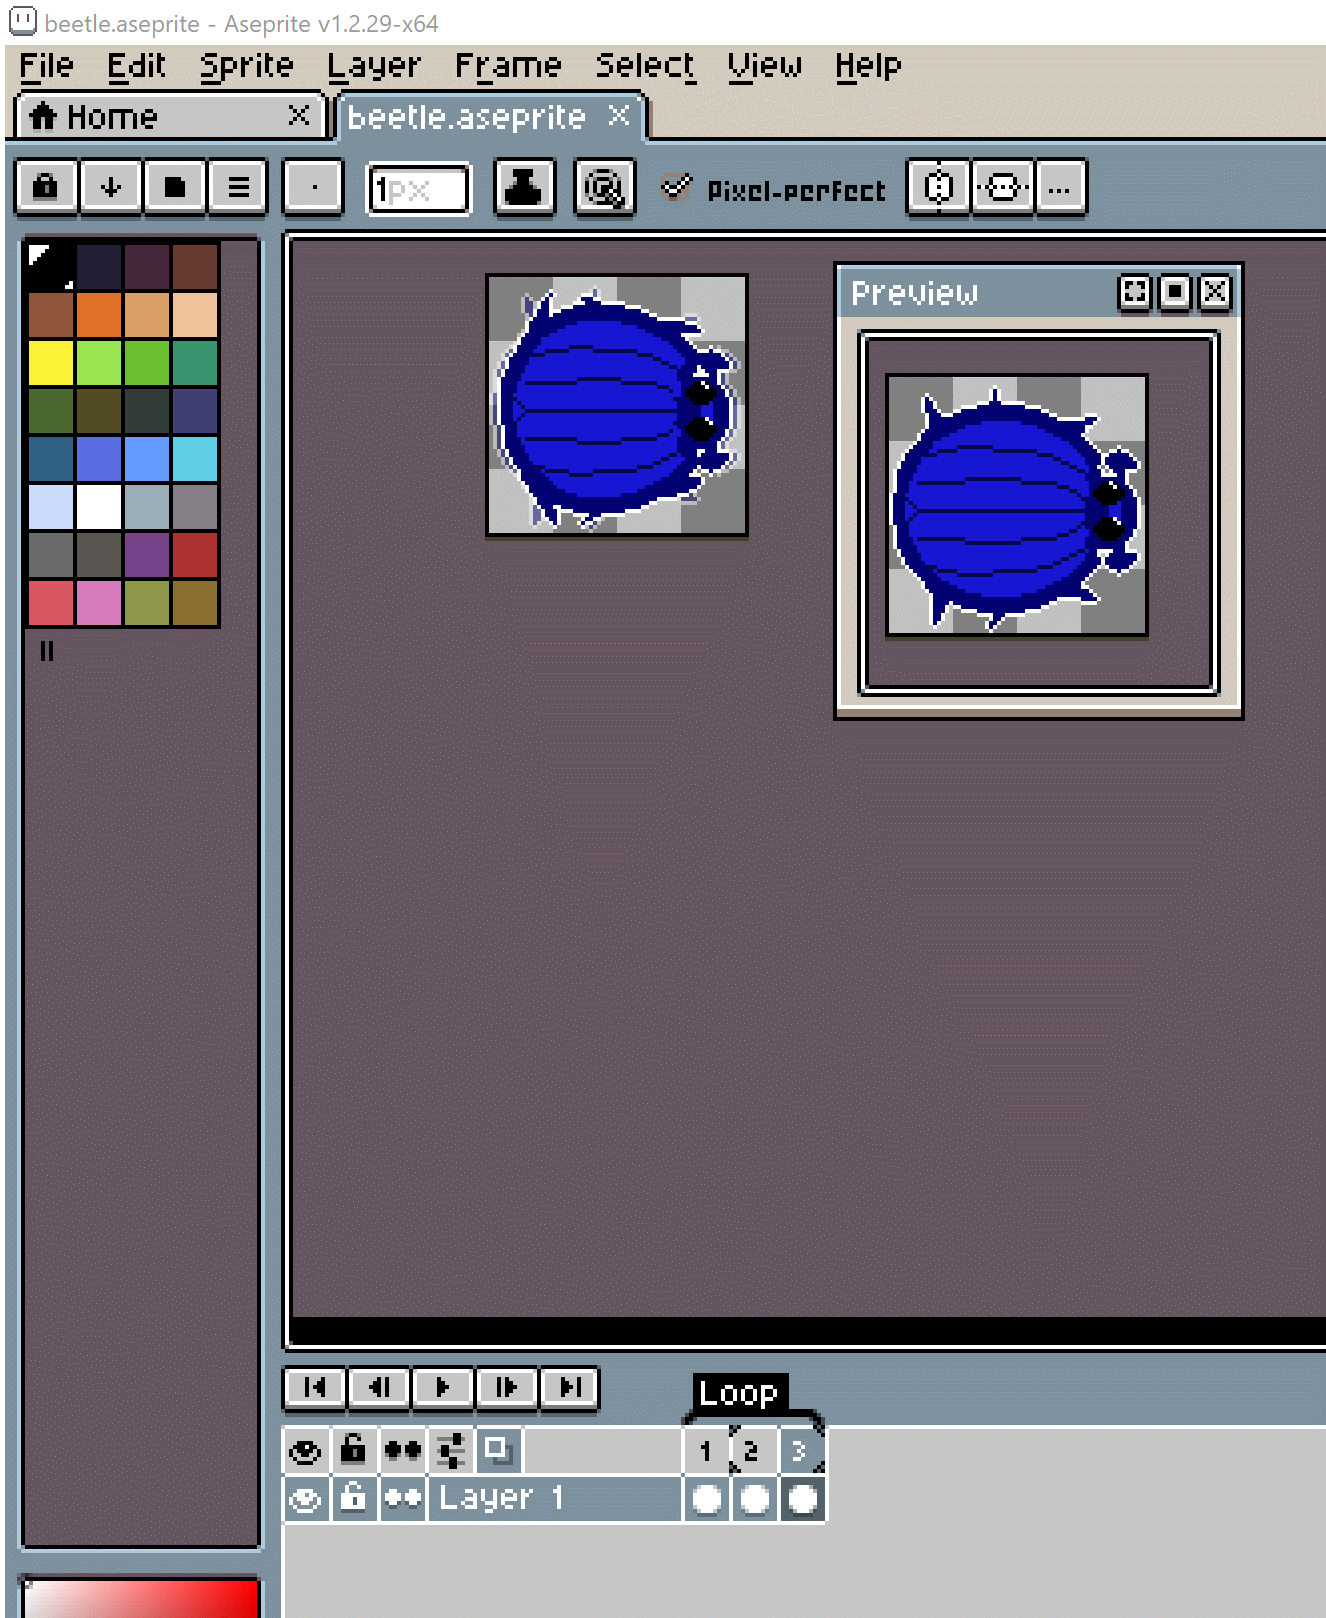 beetle.aseprite - Aseprite v1.2.29-x64
File Edit Sprite Layer Frame Select View Help
Home beetle.aseprite
1px Pixel-perfect ...
Preview
Loop
1 2 3
Layer 1